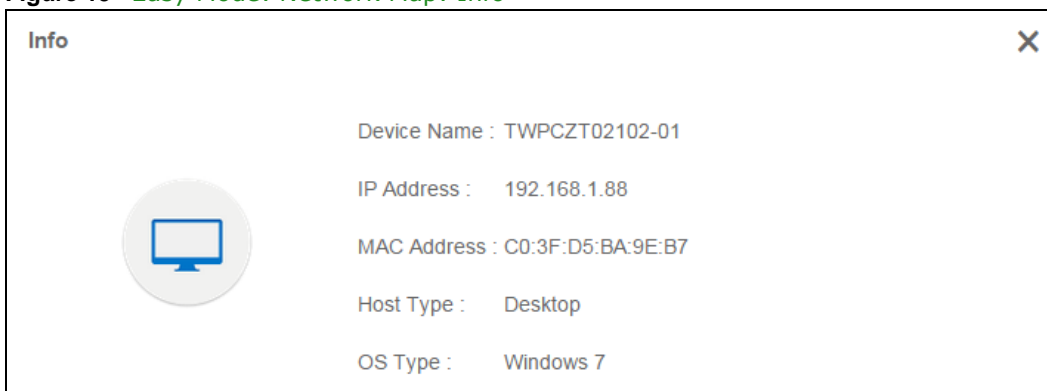 Info
Device Name : TWPCZT02102-01
IP Address : 192.168.1.88
MAC Address : C0:3F:D5:BA:9E:B7
Host Type : Desktop
OS Type : Windows 7